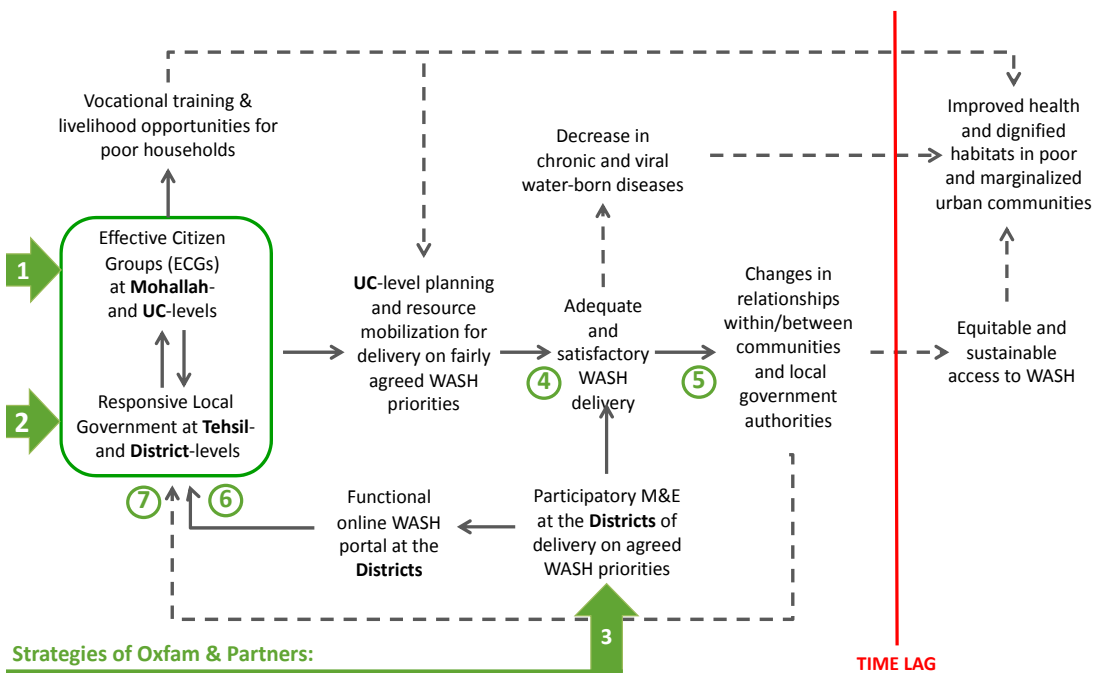 Vocational training &
livelihood opportunities for
poor households
Decrease in
chronic and viral
water-born diseases
Improved health
and dignified
habitats in poor
and marginalized
urban communities
1
Effective Citizen
Groups (ECGs)
at Mohallah-
and UC-levels
2
Responsive Local
Government at Tehsil-
and District-levels
UC-level planning
and resource
mobilization for
delivery on fairly
agreed WASH
priorities
4
Adequate
and
satisfactory
WASH
delivery
5
Changes in
relationships
within/between
communities
and local
government
authorities
Equitable and
sustainable
access to WASH
7
6
Functional
online WASH
portal at the
Districts
Participatory M&E
at the Districts of
delivery on agreed
WASH priorities
3
Strategies of Oxfam & Partners:
TIME LAG